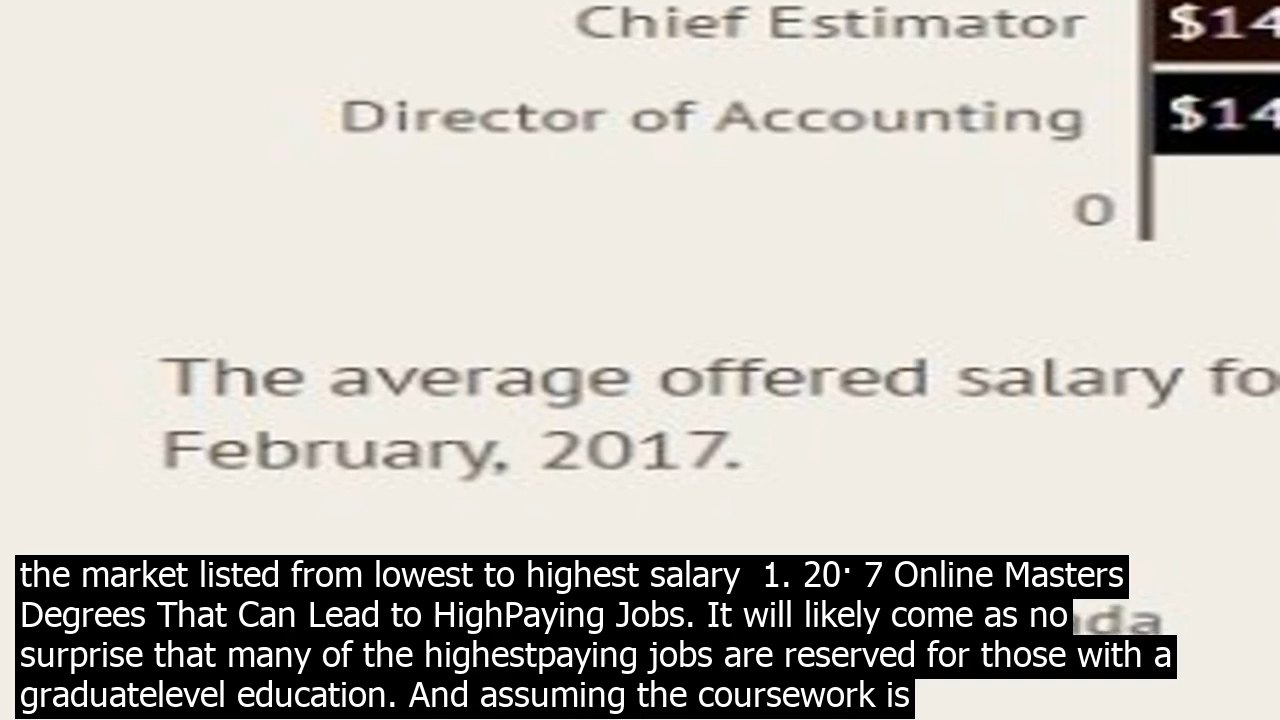 Chief Estimator $14
Director of Accounting $14
0
The average offered salary fo
February, 2017.
the market listed from lowest to highest salary  1. 20· 7 Online Masters
Degrees That Can Lead to HighPaying Jobs. It will likely come as no
surprise that many of the highestpaying jobs are reserved for those with a
graduatelevel education. And assuming the coursework is